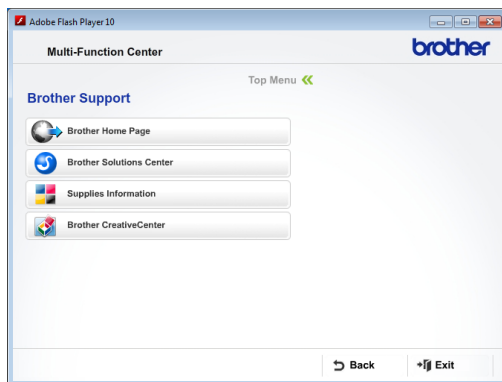 Adobe Flash Player 10
Multi-Function Center
brother
Top Menu
Brother Support
Brother Home Page
Brother Solutions Center
Supplies Information
Brother CreativeCenter
Back
Exit